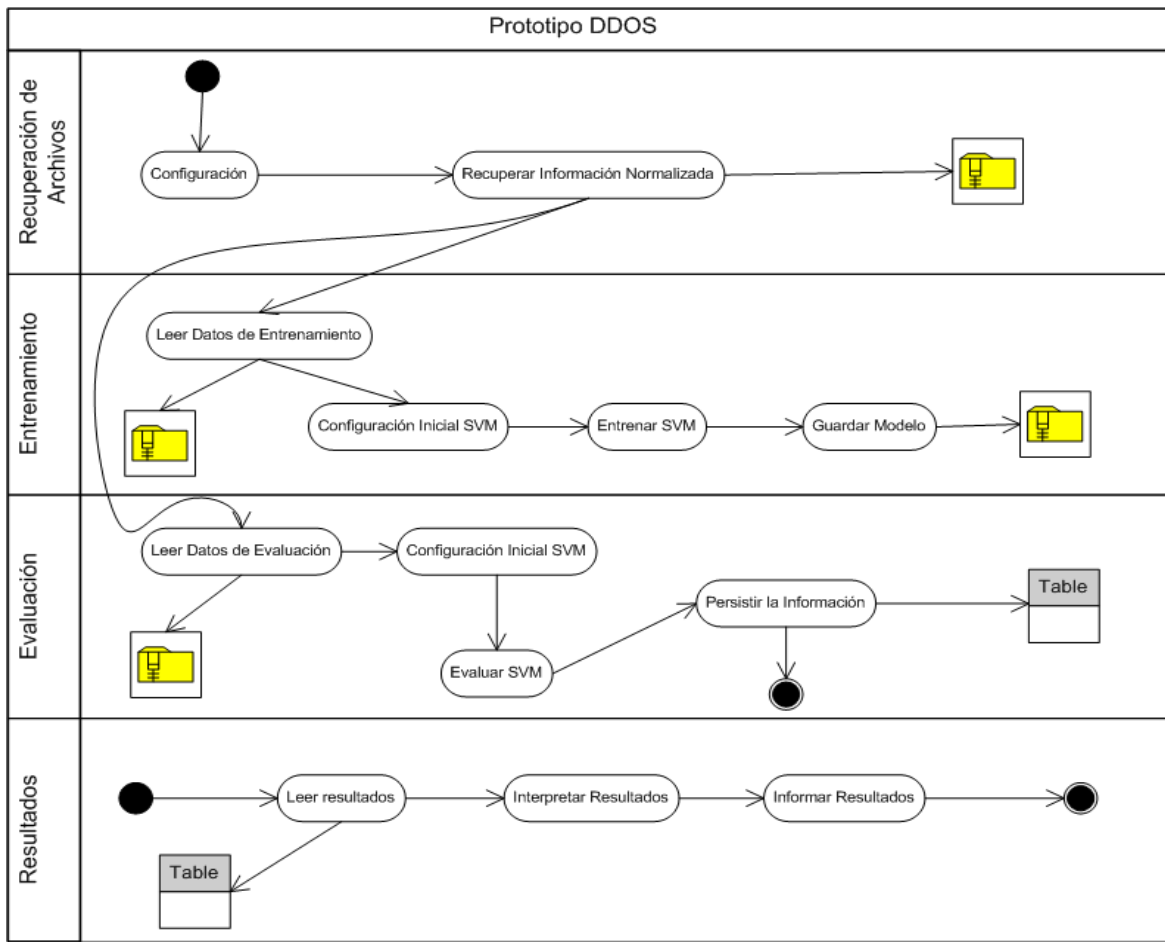 Prototipo DDOS
Recuperación de
Archivos
Configuración
Recuperar Información Normalizada
Entrenamiento
Leer Datos de Entrenamiento
Configuración Inicial SVM
Entrenar SVM
Guardar Modelo
Evaluación
Leer Datos de Evaluación
Configuración Inicial SVM
Persistir la Información
Table
Evaluar SVM
Resultados
Leer resultados
Interpretar Resultados
Informar Resultados
Table